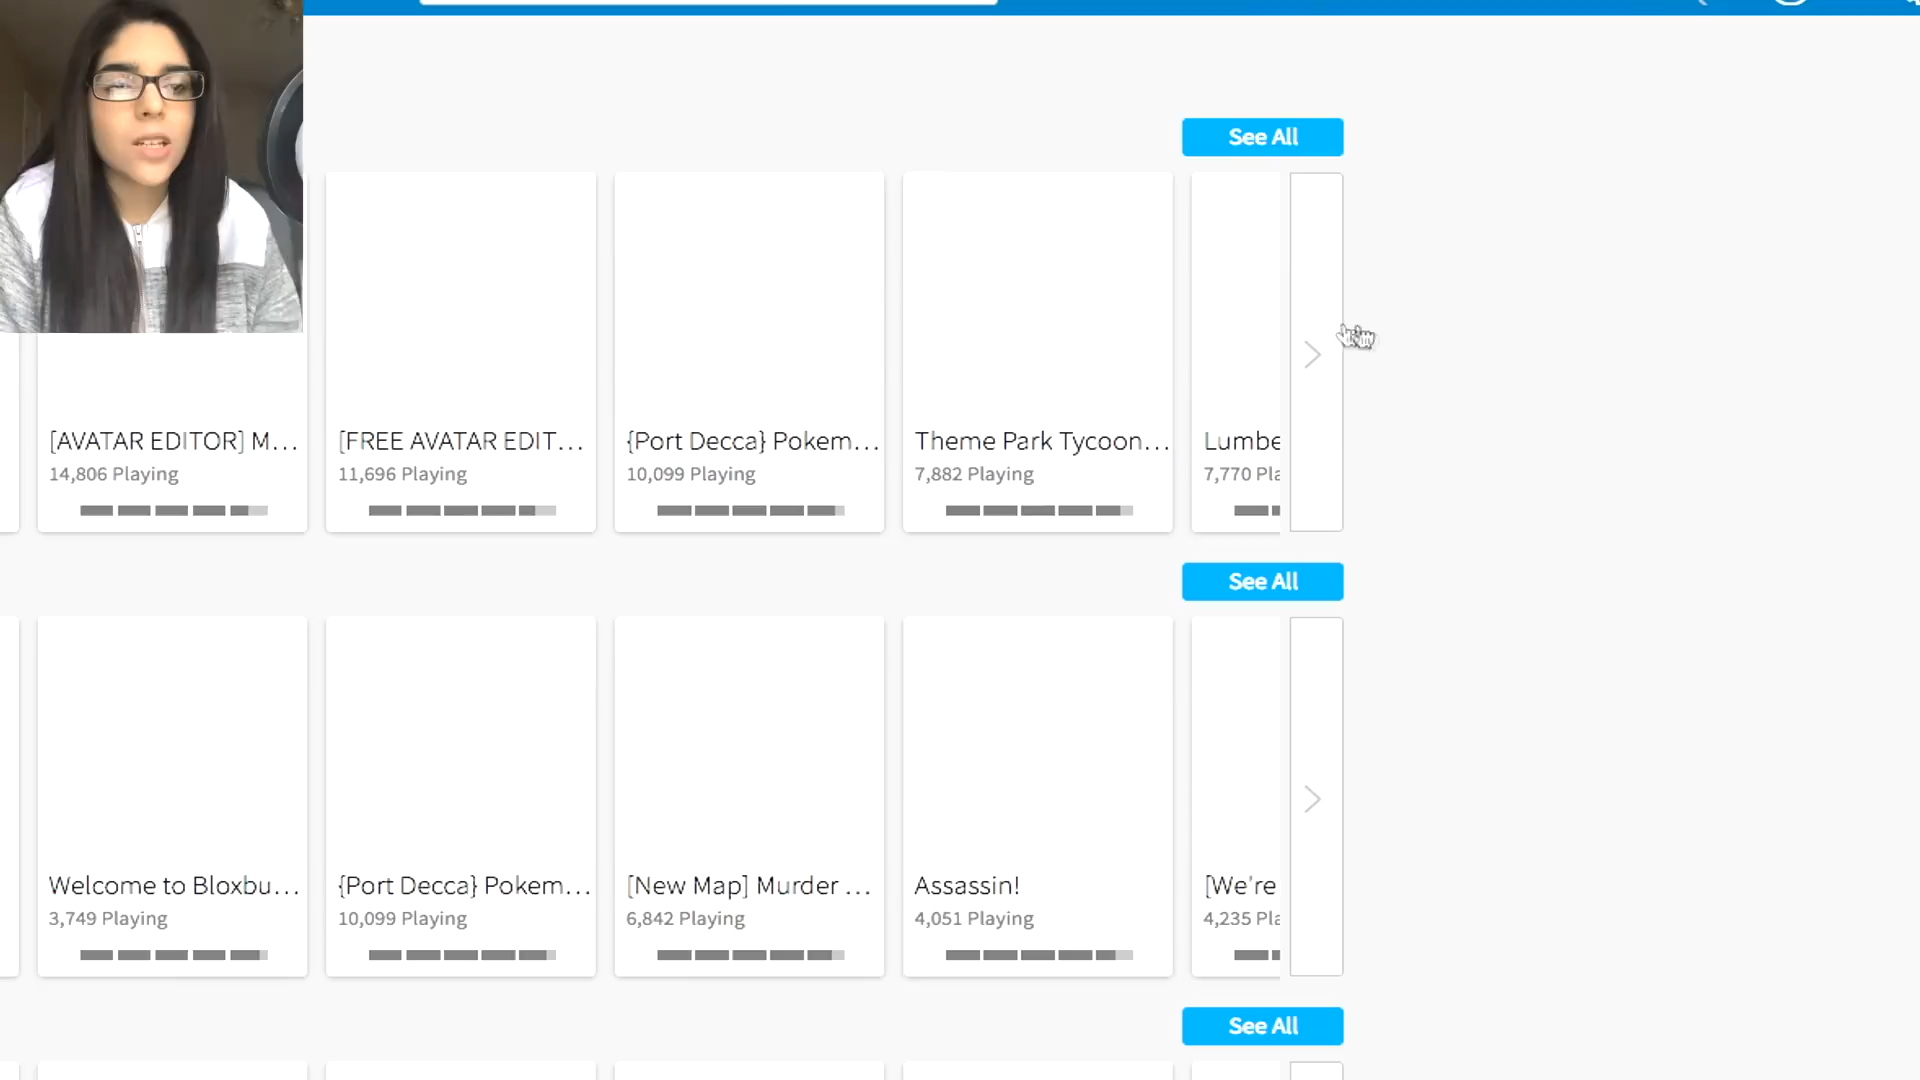 See All
[AVATAR EDITOR] M...
14,806 Playing
[FREE AVATAR EDIT...
11,696 Playing
{Port Decca} Pokem...
10,099 Playing
Theme Park Tycoon...
7,882 Playing
Lumbe
7,770 Pla
See All
Welcome to Bloxbu...
3,749 Playing
{Port Decca} Pokem...
10,099 Playing
[New Map] Murder ...
6,842 Playing
Assassin!
4,051 Playing
[We're
4,235 Pla
See All